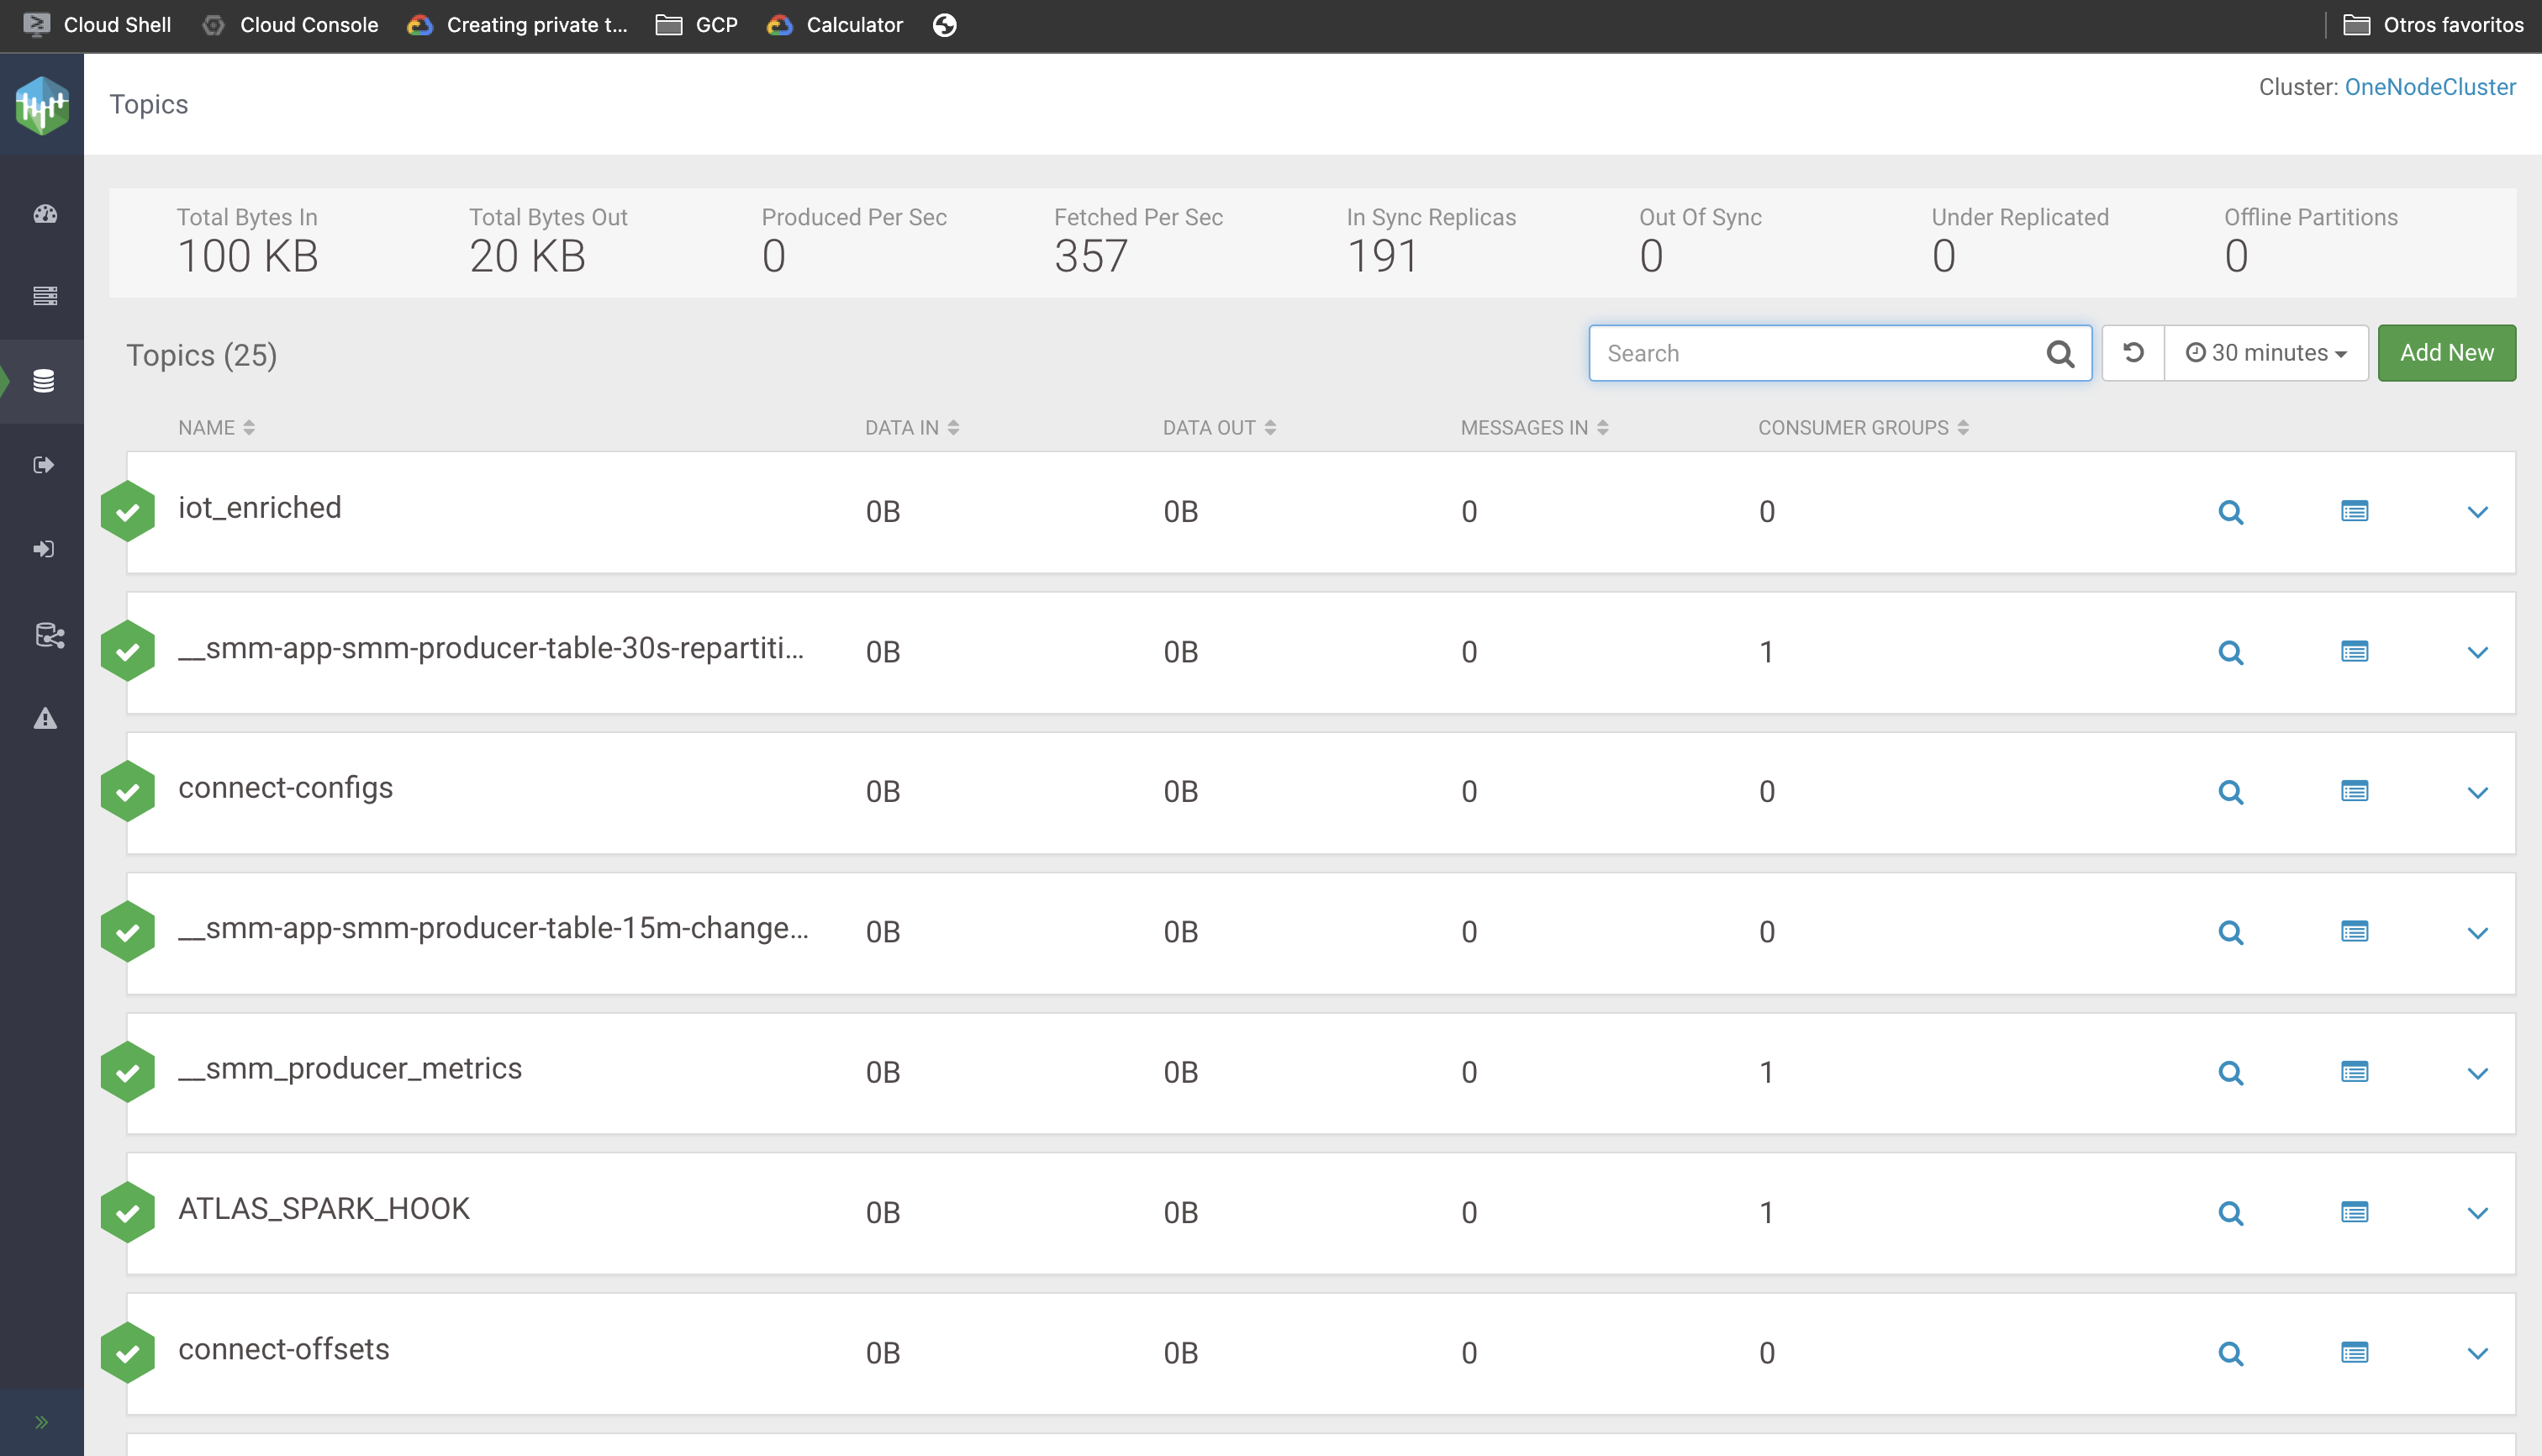 Cloud Shell Cloud Console Creating private t... GCP Calculator Otros favoritos
Topics
Cluster: OneNodeCluster
Total Bytes In Total Bytes Out Produced Per Sec Fetched Per Sec In Sync Replicas Out Of Sync Under Replicated Offline Partitions
100 KB 20 KB 0 357 191 0 0 0
Topics (25) Search 30 minutes Add New
NAME DATA IN DATA OUT MESSAGES IN CONSUMER GROUPS
iot_enriched 0B 0B 0 0
__smm-app-smm-producer-table-30s-repartiti... 0B 0B 0 1
connect-configs 0B 0B 0 0
__smm-app-smm-producer-table-15m-change... 0B 0B 0 0
__smm_producer_metrics 0B 0B 0 1
ATLAS_SPARK_HOOK 0B 0B 0 1
connect-offsets 0B 0B 0 0